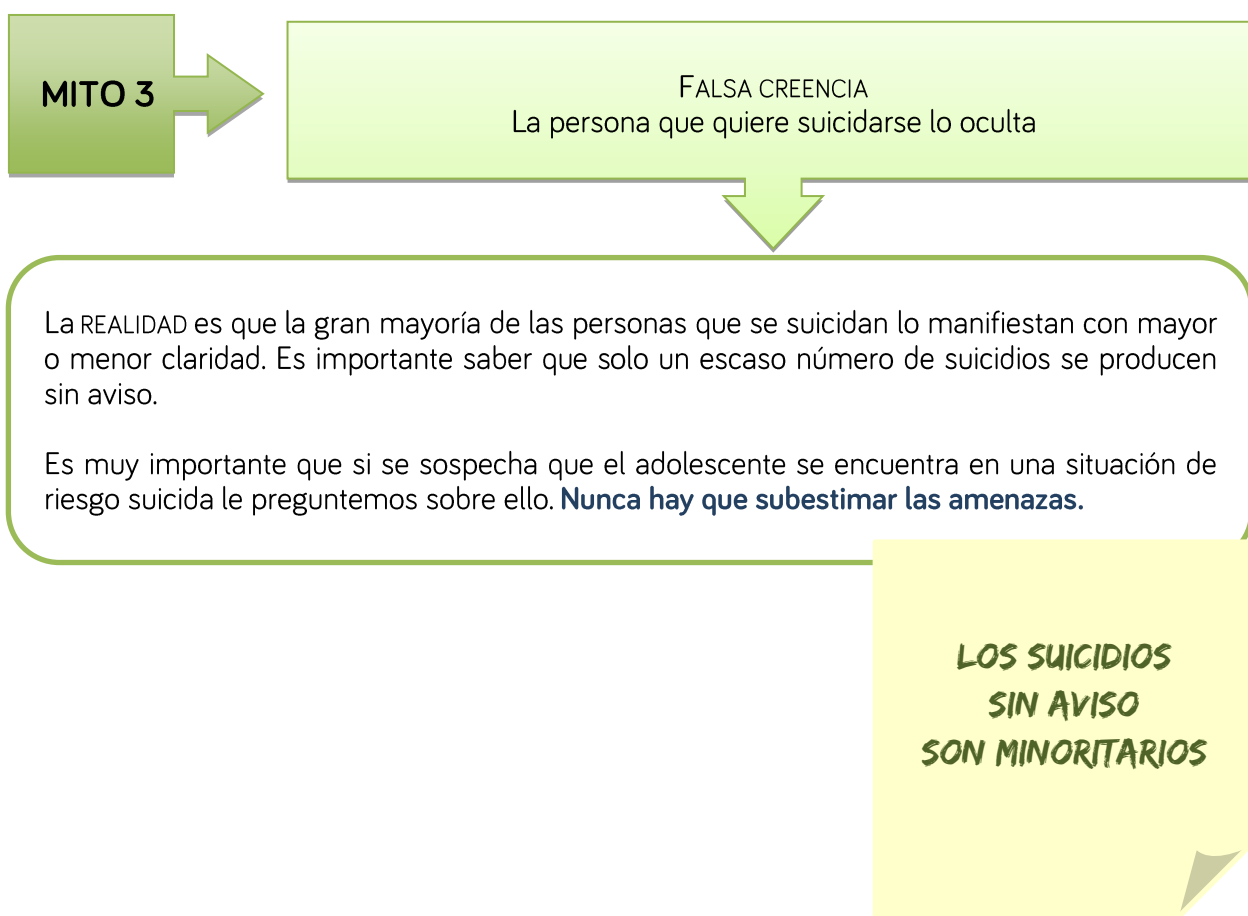 MITO 3
FALSA CREENCIA
La persona que quiere suicidarse lo oculta
La REALIDAD es que la gran mayoría de las personas que se suicidan lo manifiestan con mayor
o menor claridad. Es importante saber que solo un escaso número de suicidios se producen
sin aviso.
Es muy importante que si se sospecha que el adolescente se encuentra en una situación de
riesgo suicida le preguntemos sobre ello. Nunca hay que subestimar las amenazas.
LOS SUICIDIOS
SIN AVISO
SON MINORITARIOS